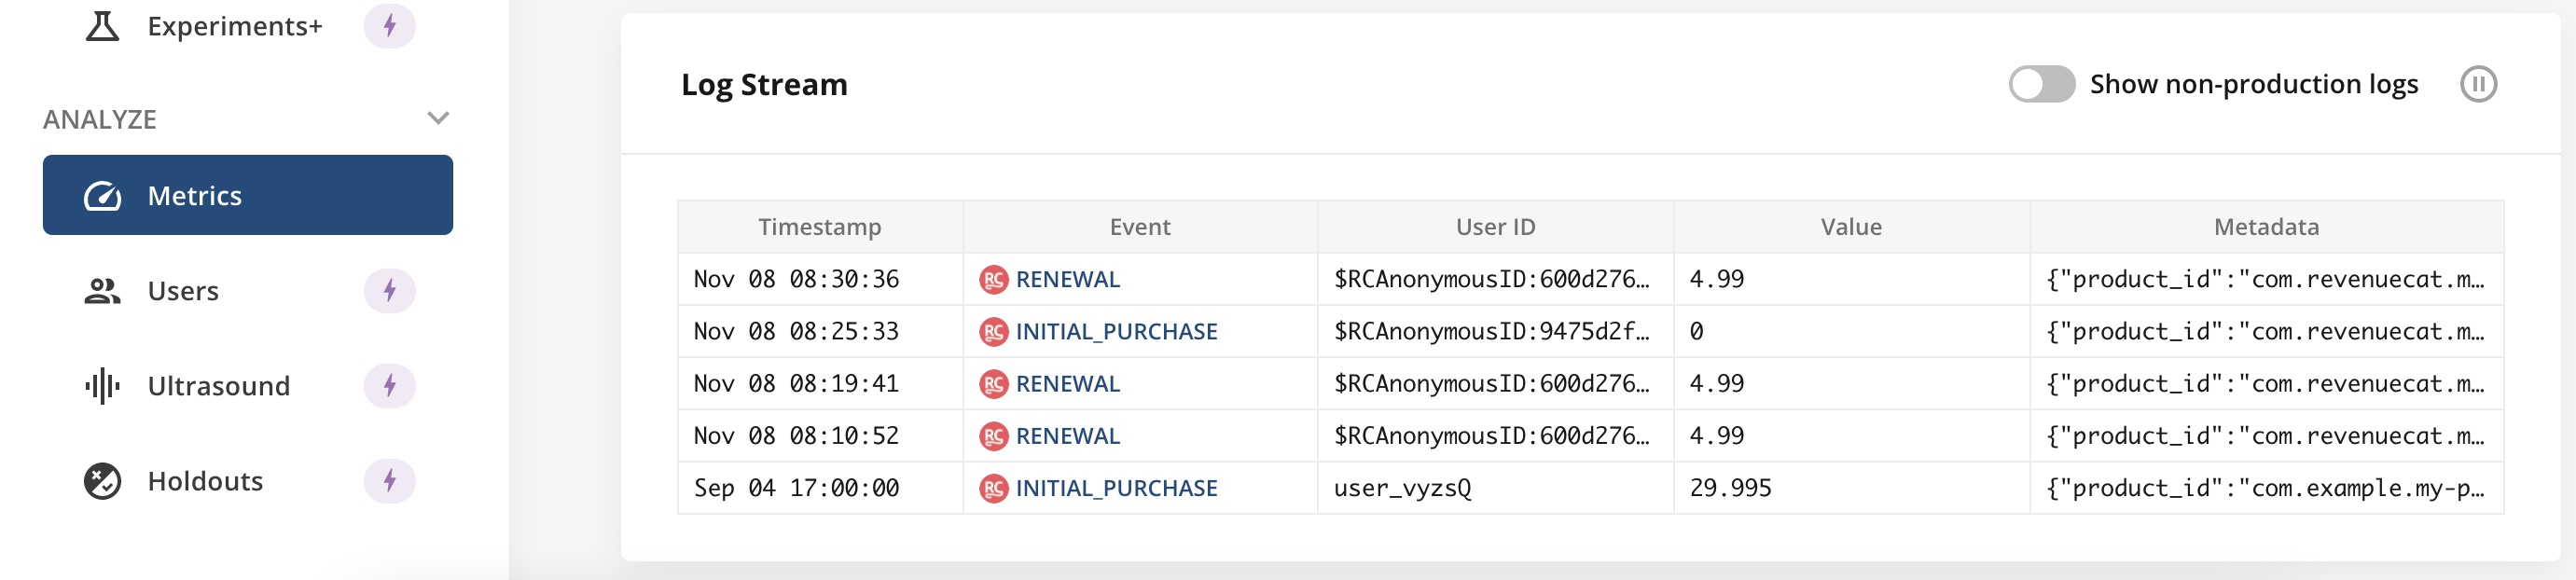 Experiments+
ANALYZE
Metrics
Users
Ultrasound
Holdouts
Log Stream
Show non-production logs
Timestamp Event User ID Value Metadata
Nov 08 08:30:36 RC RENEWAL $RCAnonymousID:600d276… 4.99 {"product_id":"com.revenuecat.m…
Nov 08 08:25:33 RC INITIAL_PURCHASE $RCAnonymousID:9475d2f… 0 {"product_id":"com.revenuecat.m…
Nov 08 08:19:41 RC RENEWAL $RCAnonymousID:600d276… 4.99 {"product_id":"com.revenuecat.m…
Nov 08 08:10:52 RC RENEWAL $RCAnonymousID:600d276… 4.99 {"product_id":"com.revenuecat.m…
Sep 04 17:00:00 RC INITIAL_PURCHASE user_vyzsQ 29.995 {"product_id":"com.example.my-p…